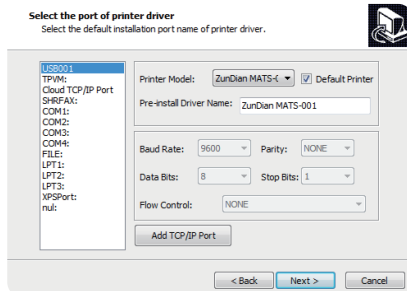 Select the port of printer driver
Select the default installation port name of printer driver.
USB001
TPVM:
Cloud TCP/IP Port
SHRFAX:
COM1:
COM2:
COM3:
COM4:
FILE:
LPT1:
LPT2:
LPT3:
XPSPort:
nul:
Printer Model: ZunDian MATS-( Default Printer
Pre-install Driver Name: ZunDian MATS-001
Baud Rate: 9600 Parity: NONE
Data Bits: 8 Stop Bits: 1
Flow Control: NONE
Add TCP/IP Port
< Back Next > Cancel